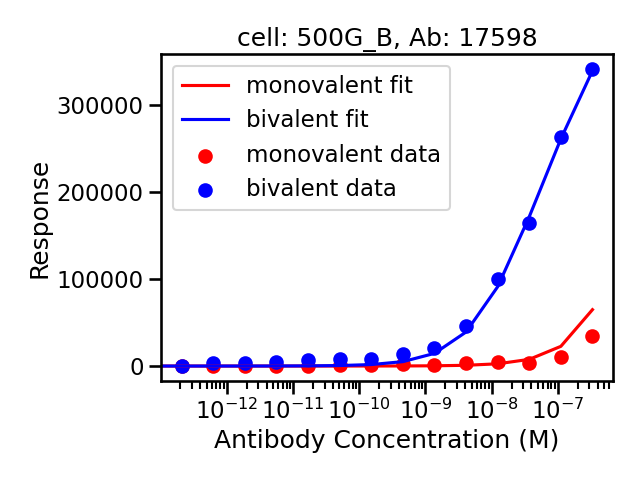 cell: 500G_B, Ab: 17598
monovalent fit
bivalent fit
monovalent data
bivalent data
Response
300000
200000
100000
0
10⁻¹² 10⁻¹¹ 10⁻¹⁰ 10⁻⁹ 10⁻⁸ 10⁻⁷
Antibody Concentration (M)